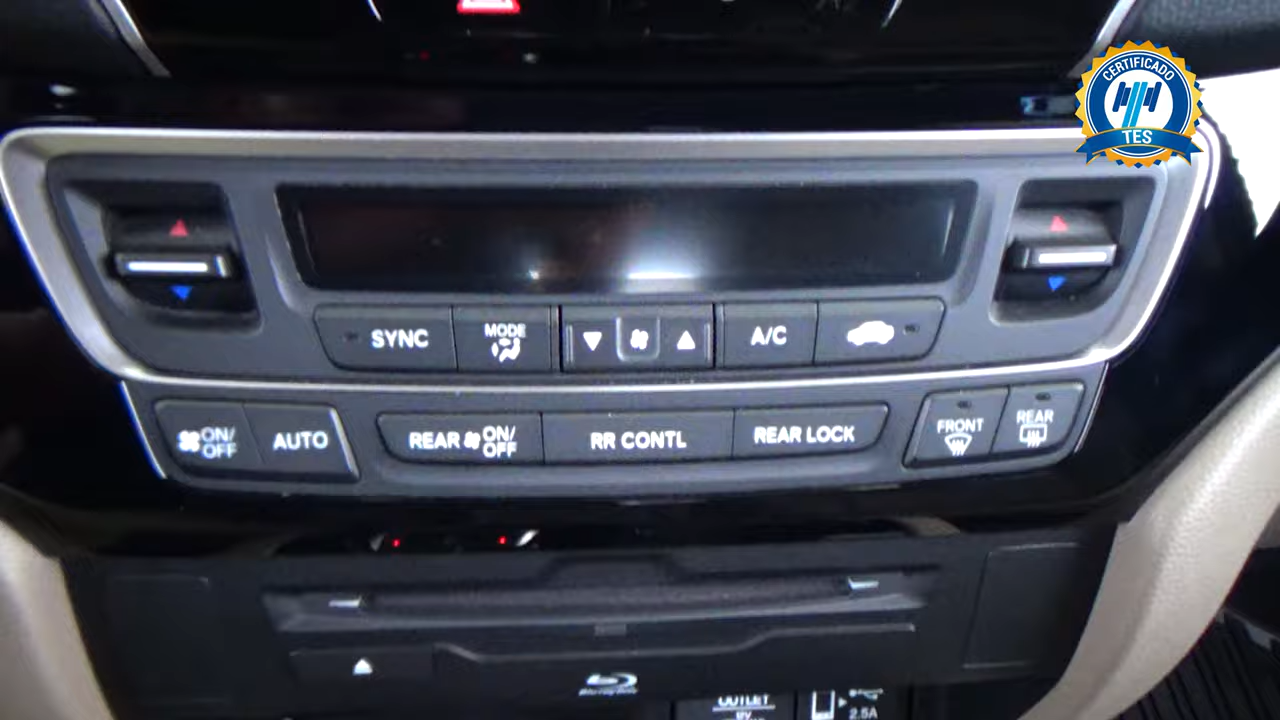 CERTIFICADO
TES
SYNC
MODE
A/C
ON/
OFF
AUTO
REAR ON/
OFF
RR CONTL
REAR LOCK
FRONT
REAR
Blu-ray Disc
OUTLET
2.5A